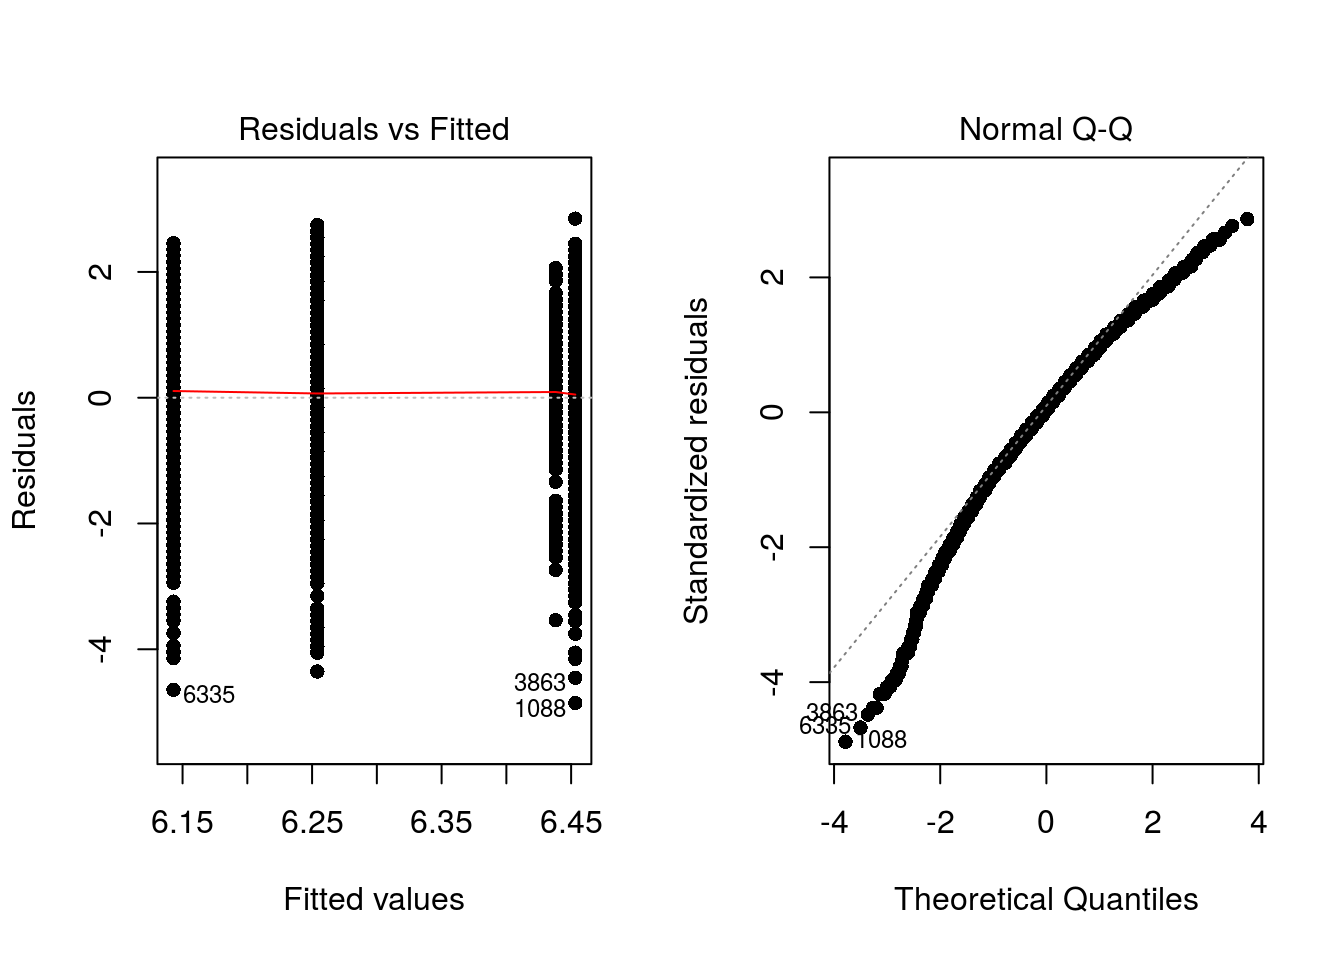 Residuals vs Fitted
Residuals
2
0
-2
-4
6335
3863
1088
6.15 6.25 6.35 6.45
Fitted values
Normal Q-Q
Standardized residuals
2
0
-2
-4
3863
6335
1088
-4 -2 0 2 4
Theoretical Quantiles